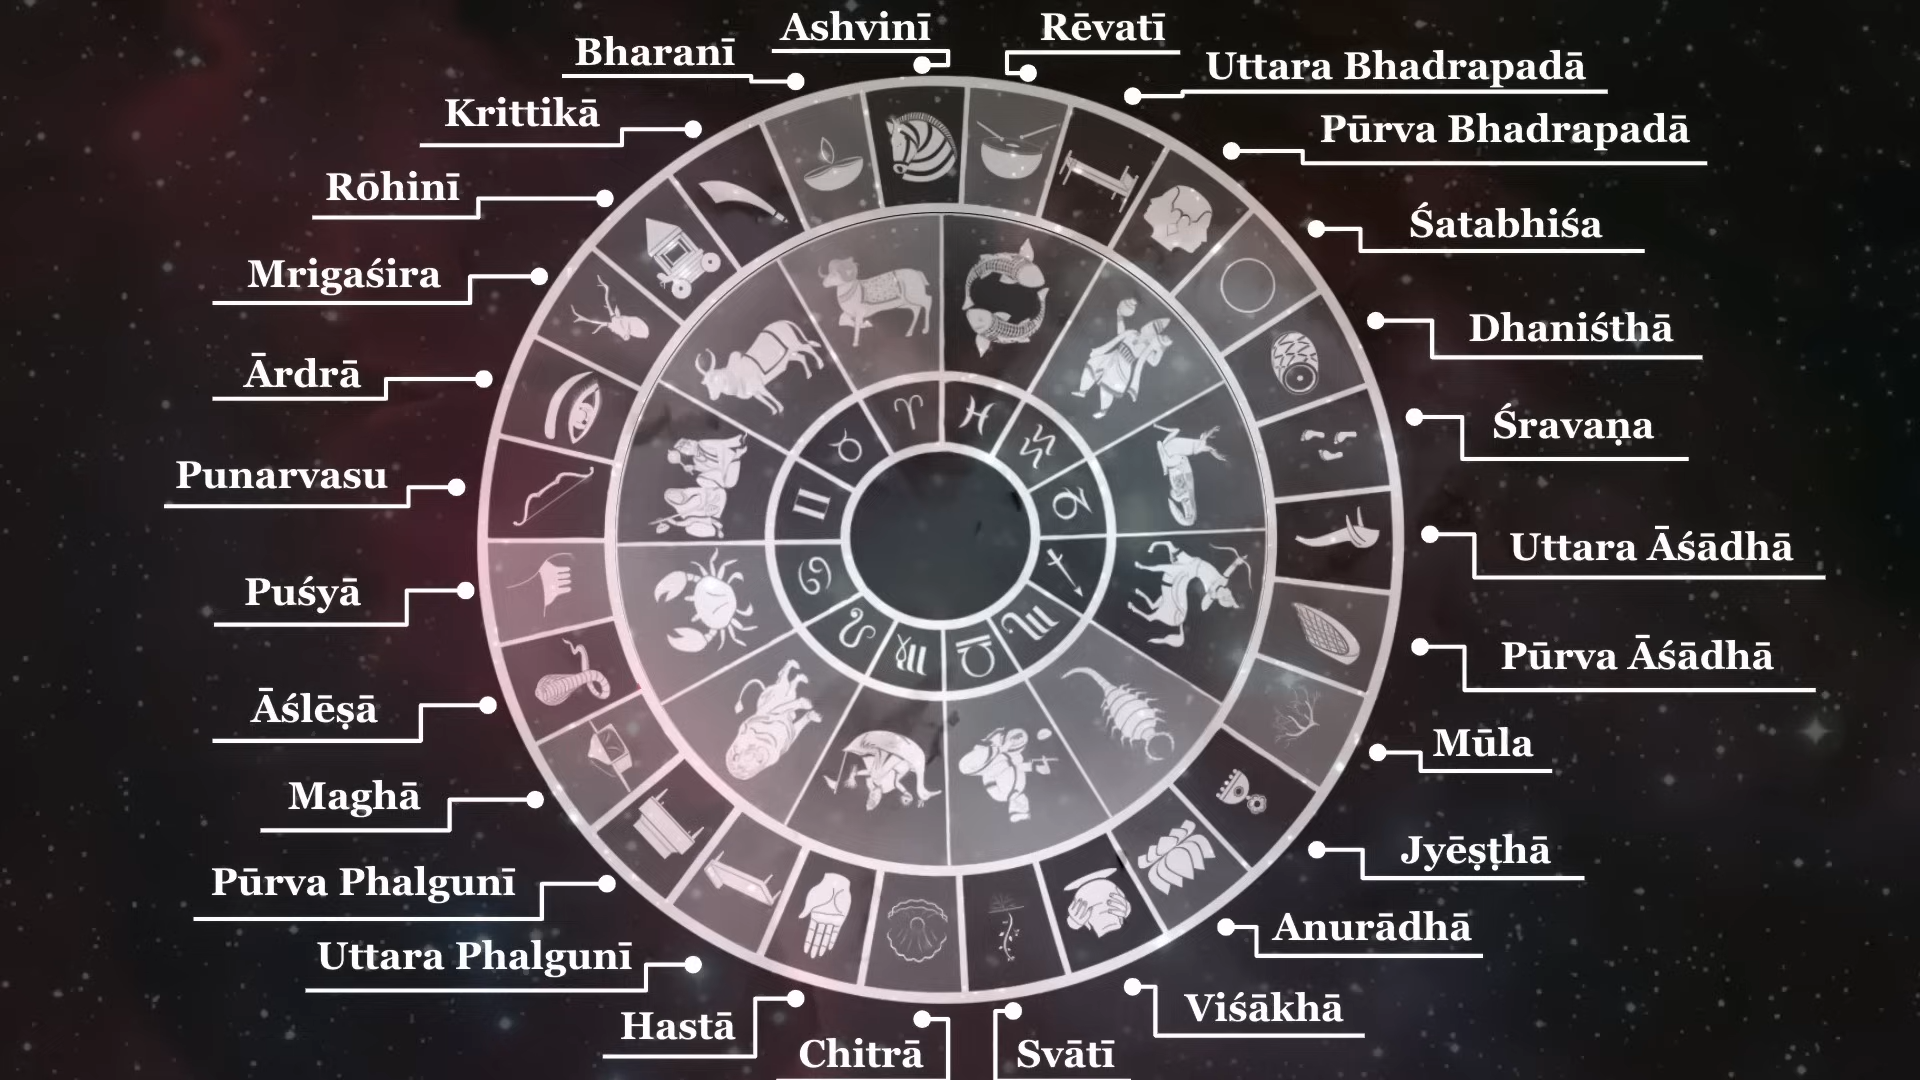 Ashvinī
Rēvatī
Bharanī
Uttara Bhadrapadā
Krittikā
Pūrva Bhadrapadā
Rōhinī
Śatabhiśa
Mrigaśira
Dhaniśthā
Ārdrā
Śravaṇa
Punarvasu
Uttara Āśādhā
Puśyā
Pūrva Āśādhā
Āślēṣā
Mūla
Maghā
Jyēṣṭhā
Pūrva Phalgunī
Anurādhā
Uttara Phalgunī
Viśākhā
Hastā
Chitrā
Svātī